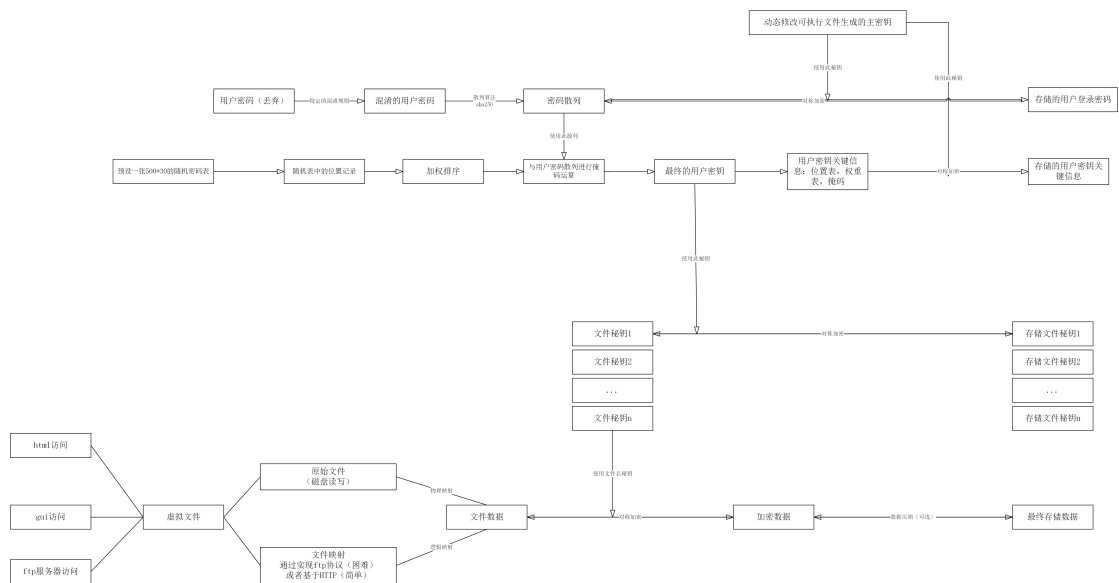 动态修改可执行文件生成的主密钥
使用此秘钥
使用此秘钥
用户密码（丢弃）
特定的混淆规则
混淆的用户密码
散列算法
sha256
密码散列
对称加密
存储的用户登录密码
使用此散列
预设一张500*30的随机密码表
随机表中的位置记录
加权排序
与用户密码散列进行掩
码运算
最终的用户密钥
用户密钥关键信
息：位置表，权重
表，掩码
对称加密
存储的用户密钥关
键信息
使用此秘钥
文件秘钥1
对称加密
存储文件秘钥1
文件秘钥2
存储文件秘钥2
...
...
文件秘钥n
存储文件秘钥n
html访问
使用文件名秘钥
原始文件
（磁盘读写）
物理映射
gui访问
虚拟文件
文件数据
对称加密
加密数据
数据压缩（可选）
最终存储数据
逻辑映射
文件映射
通过实现ftp协议（困难）
或者基于HTTP（简单）
ftp服务器访问